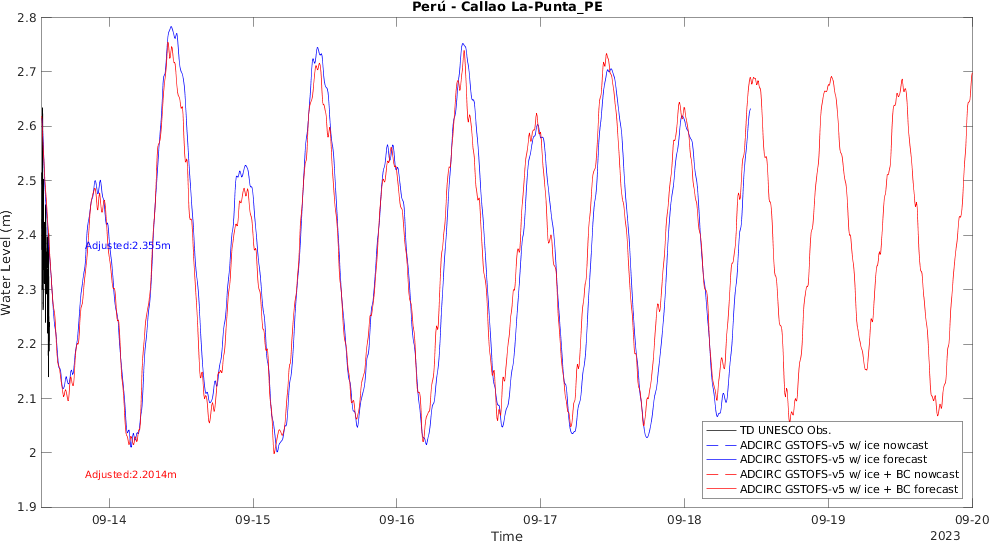 Perú - Callao La-Punta_PE
2.8
2.7
2.6
2.5
2.4
2.3
2.2
2.1
2
1.9
Water Level (m)
Adjusted:2.355m
Adjusted:2.2014m
TD UNESCO Obs.
ADCIRC GSTOFS-v5 w/ ice nowcast
ADCIRC GSTOFS-v5 w/ ice forecast
ADCIRC GSTOFS-v5 w/ ice + BC nowcast
ADCIRC GSTOFS-v5 w/ ice + BC forecast
09-14 09-15 09-16 09-17 09-18 09-19 09-20
Time
2023